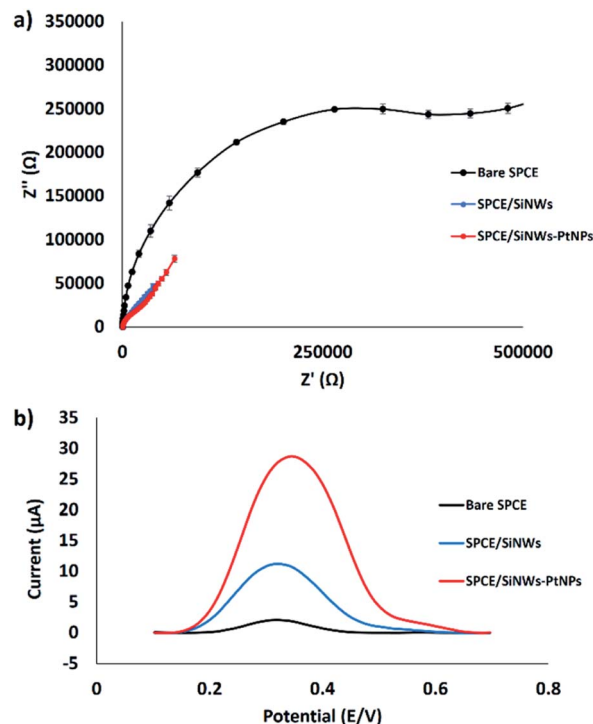 a)
350000
300000
250000
200000
150000
100000
50000
0
Z'' (Ω)
0
250000
500000
Z' (Ω)
Bare SPCE
SPCE/SiNWs
SPCE/SiNWs-PtNPs
b)
35
30
25
20
15
10
5
0
-5
Current (μA)
0
0.2
0.4
0.6
0.8
Potential (E/V)
Bare SPCE
SPCE/SiNWs
SPCE/SiNWs-PtNPs